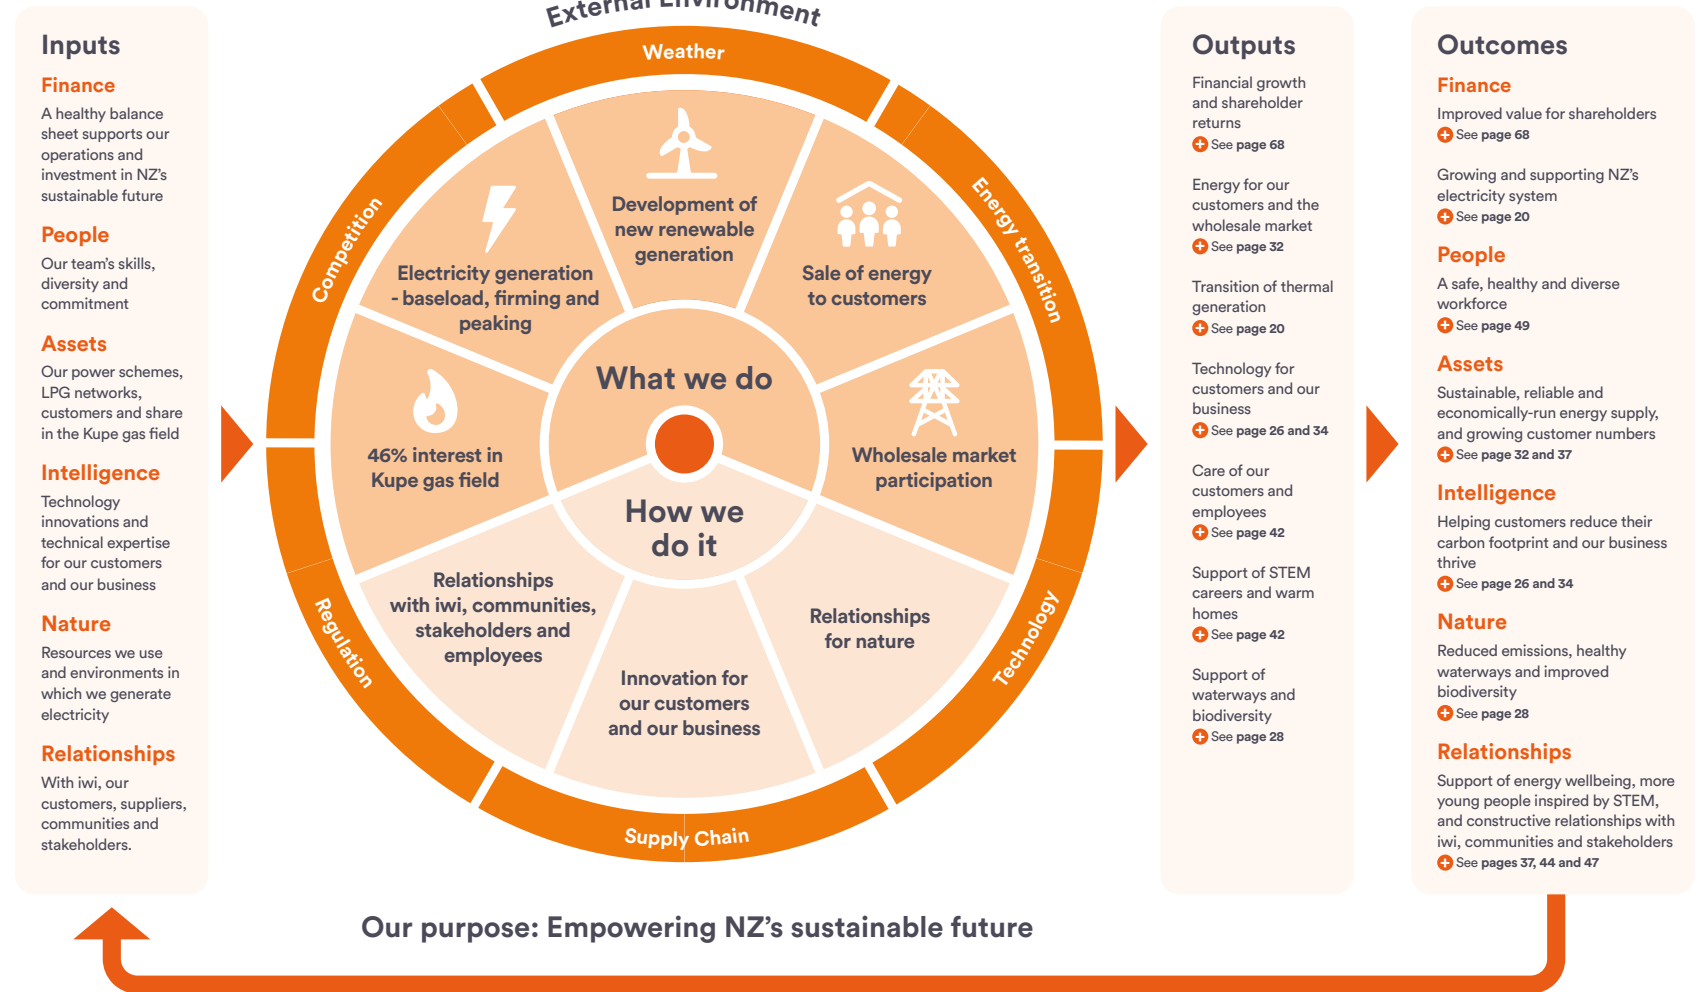 Inputs
Finance
A healthy balance
sheet supports our
operations and
investment in NZ's
sustainable future
People
Our team's skills,
diversity and
commitment
Assets
Our power schemes,
LPG networks,
customers and share
in the Kupe gas field
Intelligence
Technology
innovations and
technical expertise
for our customers
and our business
Nature
Resources we use
and environments in
which we generate
electricity
Relationships
With iwi, our
customers, suppliers,
communities and
stakeholders.
External Environment
Weather
Competition
Energy transition
Regulation
Technology
Supply Chain
Development of
new renewable
generation
Electricity generation
- baseload, firming and
peaking
Sale of energy
to customers
46% interest in
Kupe gas field
Wholesale market
participation
What we do
How we
do it
Relationships
with iwi, communities,
stakeholders and
employees
Innovation for
our customers
and our business
Relationships
for nature
Outputs
Financial growth
and shareholder
returns
See page 68
Energy for our
customers and the
wholesale market
See page 32
Transition of thermal
generation
See page 20
Technology for
customers and our
business
See page 26 and 34
Care of our
customers and
employees
See page 42
Support of STEM
careers and warm
homes
See page 42
Support of
waterways and
biodiversity
See page 28
Outcomes
Finance
Improved value for shareholders
See page 68
Growing and supporting NZ's
electricity system
See page 20
People
A safe, healthy and diverse
workforce
See page 49
Assets
Sustainable, reliable and
economically-run energy supply,
and growing customer numbers
See page 32 and 37
Intelligence
Helping customers reduce their
carbon footprint and our business
thrive
See page 26 and 34
Nature
Reduced emissions, healthy
waterways and improved
biodiversity
See page 28
Relationships
Support of energy wellbeing, more
young people inspired by STEM,
and constructive relationships with
iwi, communities and stakeholders
See pages 37, 44 and 47
Our purpose: Empowering NZ's sustainable future